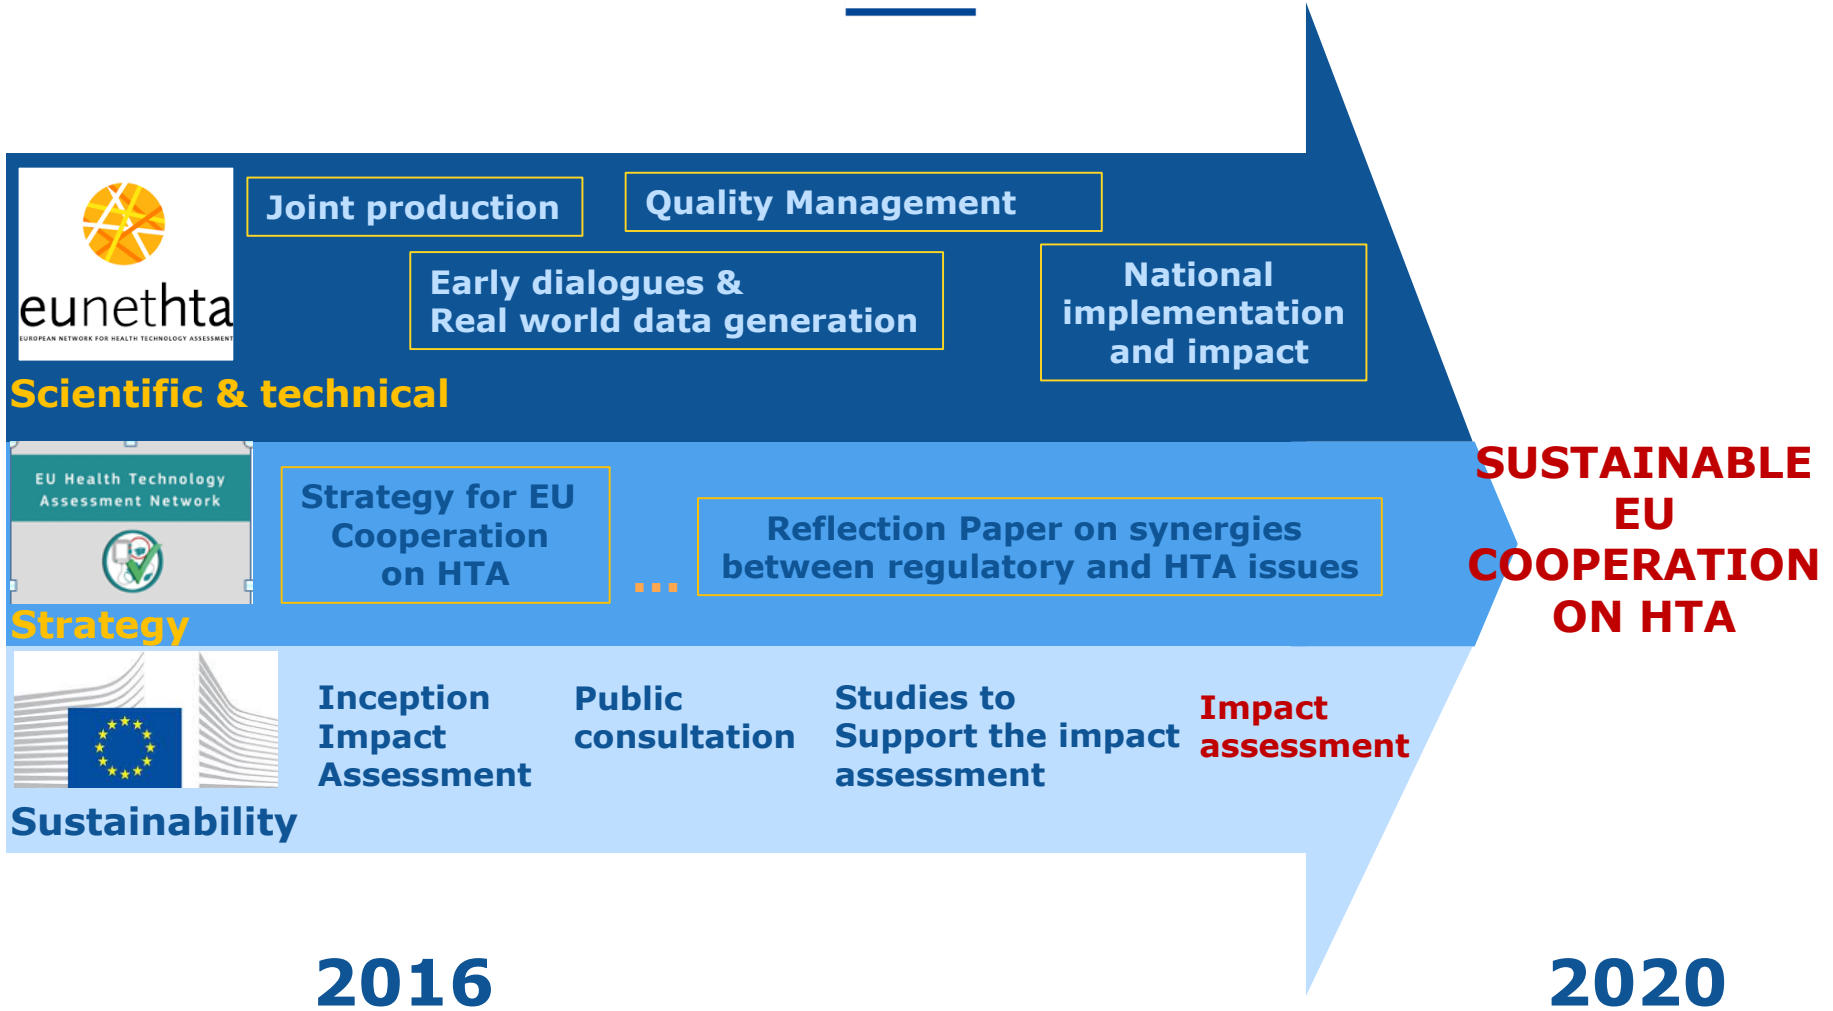 Joint production
Quality Management
Early dialogues &
Real world data generation
National
implementation
and impact
eunethta
EUROPEAN NETWORK FOR HEALTH TECHNOLOGY ASSESSMENT
Scientific & technical
EU Health Technology
Assessment Network
Strategy for EU
Cooperation
on HTA
...
Reflection Paper on synergies
between regulatory and HTA issues
Strategy
SUSTAINABLE
EU
COOPERATION
ON HTA
Inception
Impact
Assessment
Public
consultation
Studies to
Support the impact
assessment
Impact
assessment
Sustainability
2016
2020